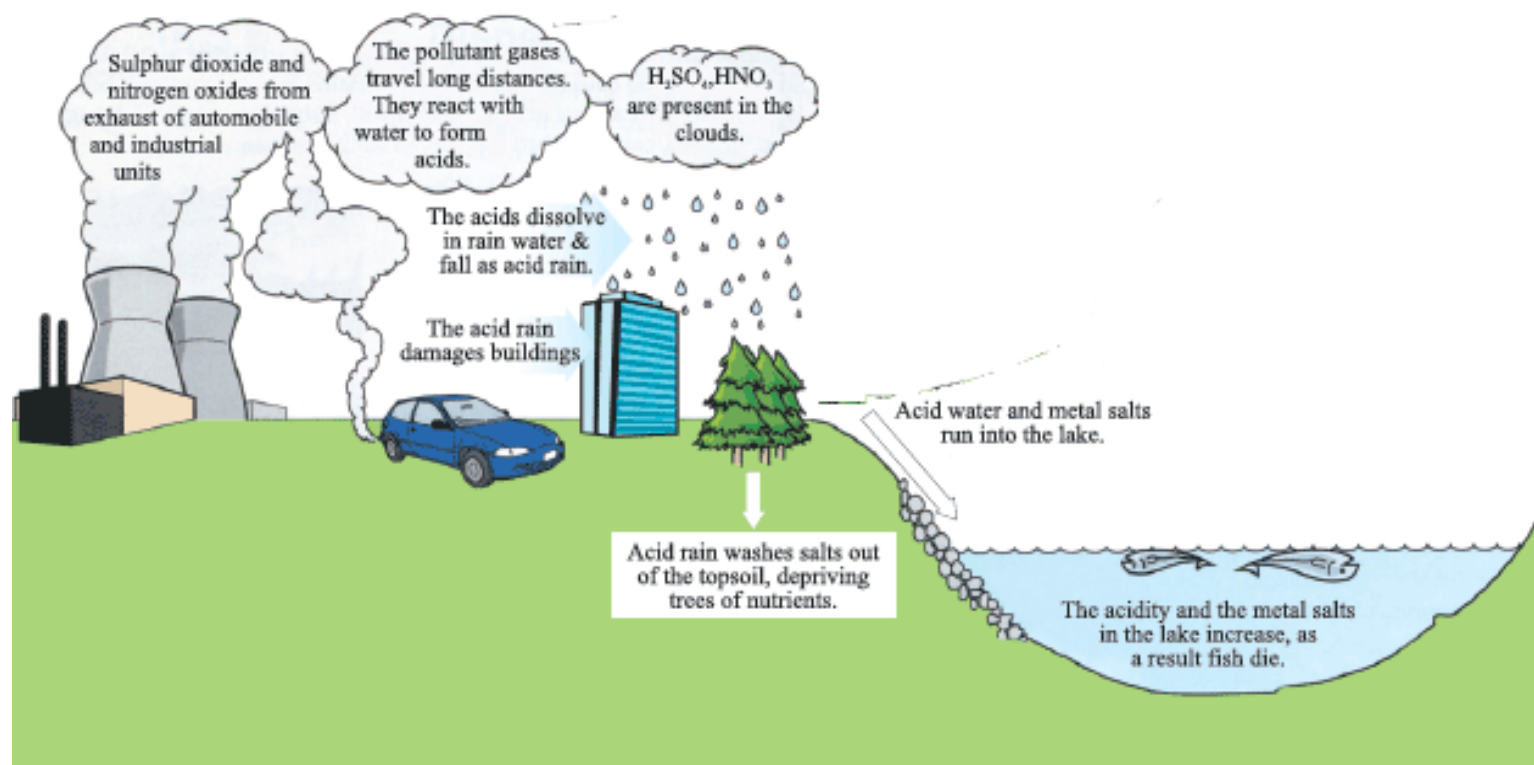 Sulphur dioxide and
nitrogen oxides from
exhaust of automobile
and industrial
units
The pollutant gases
travel long distances.
They react with
water to form
acids.
H₂SO₄,HNO₃
are present in the
clouds.
The acids dissolve
in rain water &
fall as acid rain.
The acid rain
damages buildings
Acid water and metal salts
run into the lake.
Acid rain washes salts out
of the topsoil, depriving
trees of nutrients.
The acidity and the metal salts
in the lake increase, as
a result fish die.